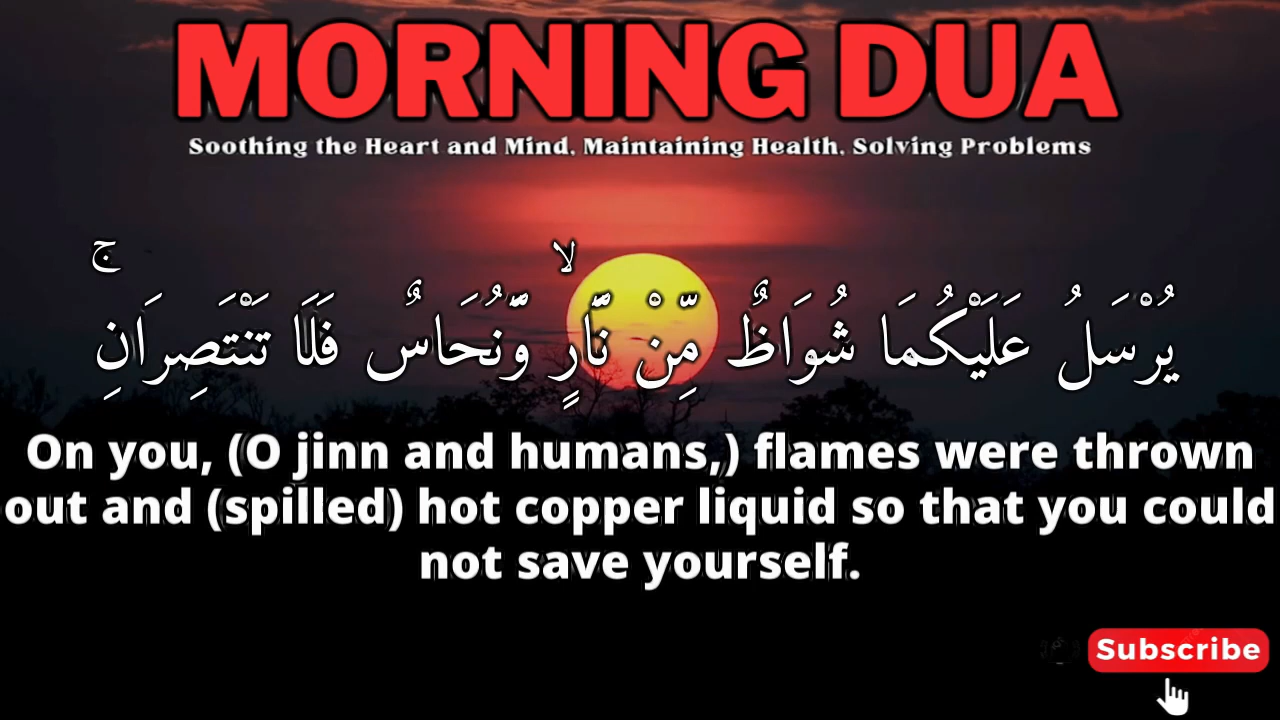 MORNING DUA
Soothing the Heart and Mind, Maintaining Health, Solving Problems
يُرْسَلُ عَلَيْكُمَا شُوَاظٌ مِّنْ نَّارٍ ۙ وَّنُحَاسٌ فَلَا تَنْتَصِرَانِ ۚ
On you, (O jinn and humans,) flames were thrown
out and (spilled) hot copper liquid so that you could
not save yourself.
Subscribe